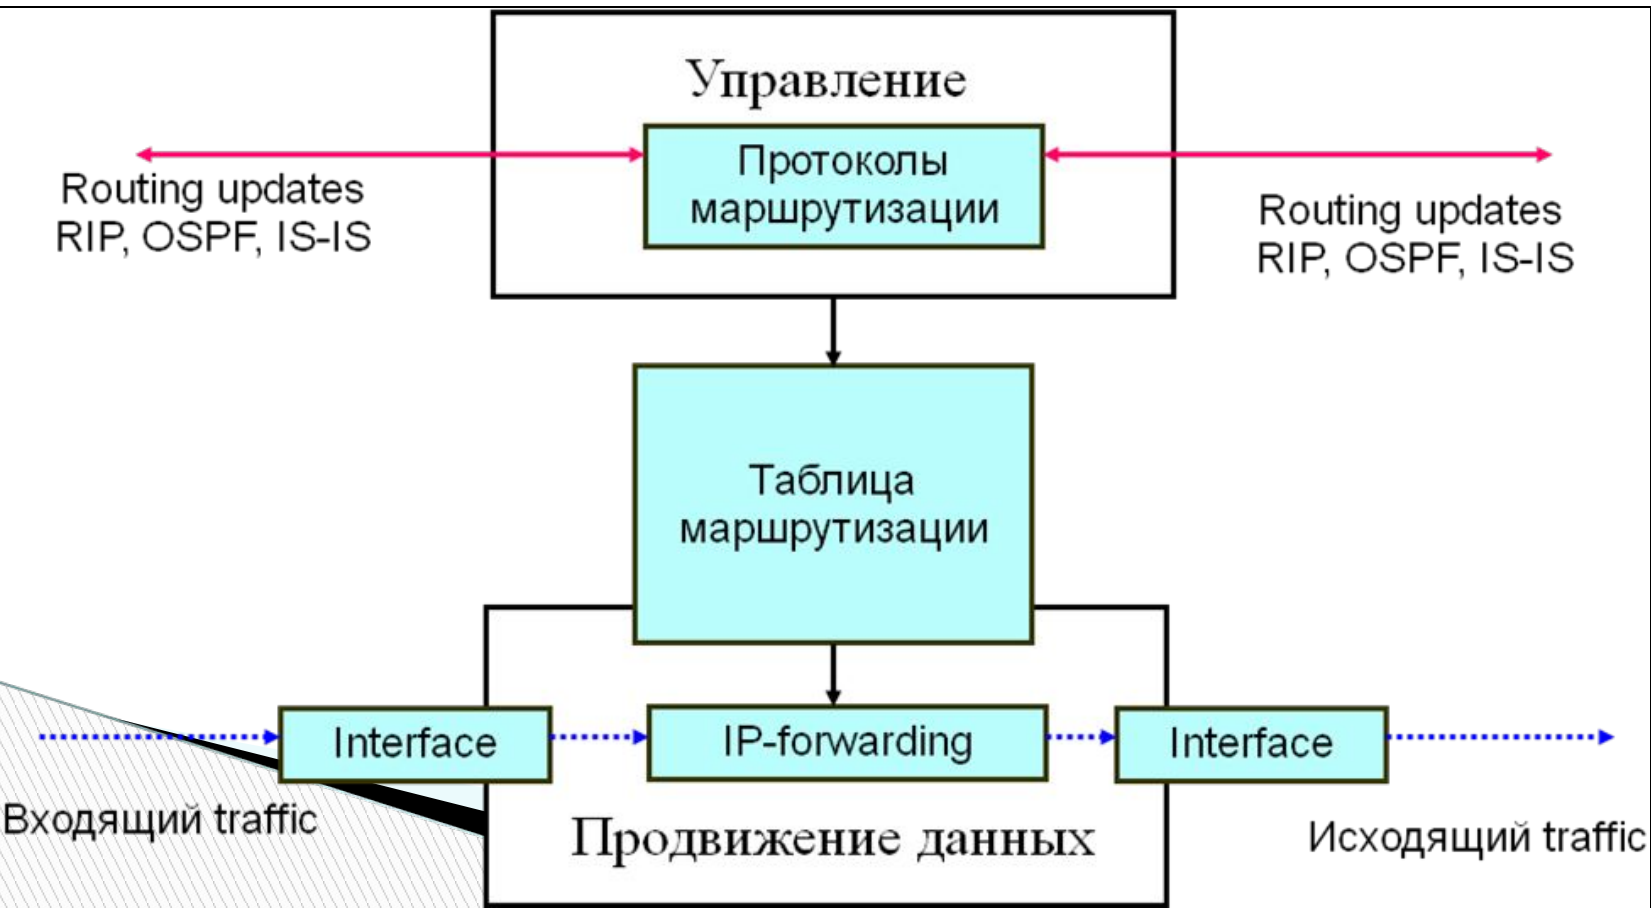 Управление
Протоколы
маршрутизации
Routing updates
RIP, OSPF, IS-IS
Routing updates
RIP, OSPF, IS-IS
Таблица
маршрутизации
Interface
IP-forwarding
Interface
Входящий traffic
Продвижение данных
Исходящий traffic